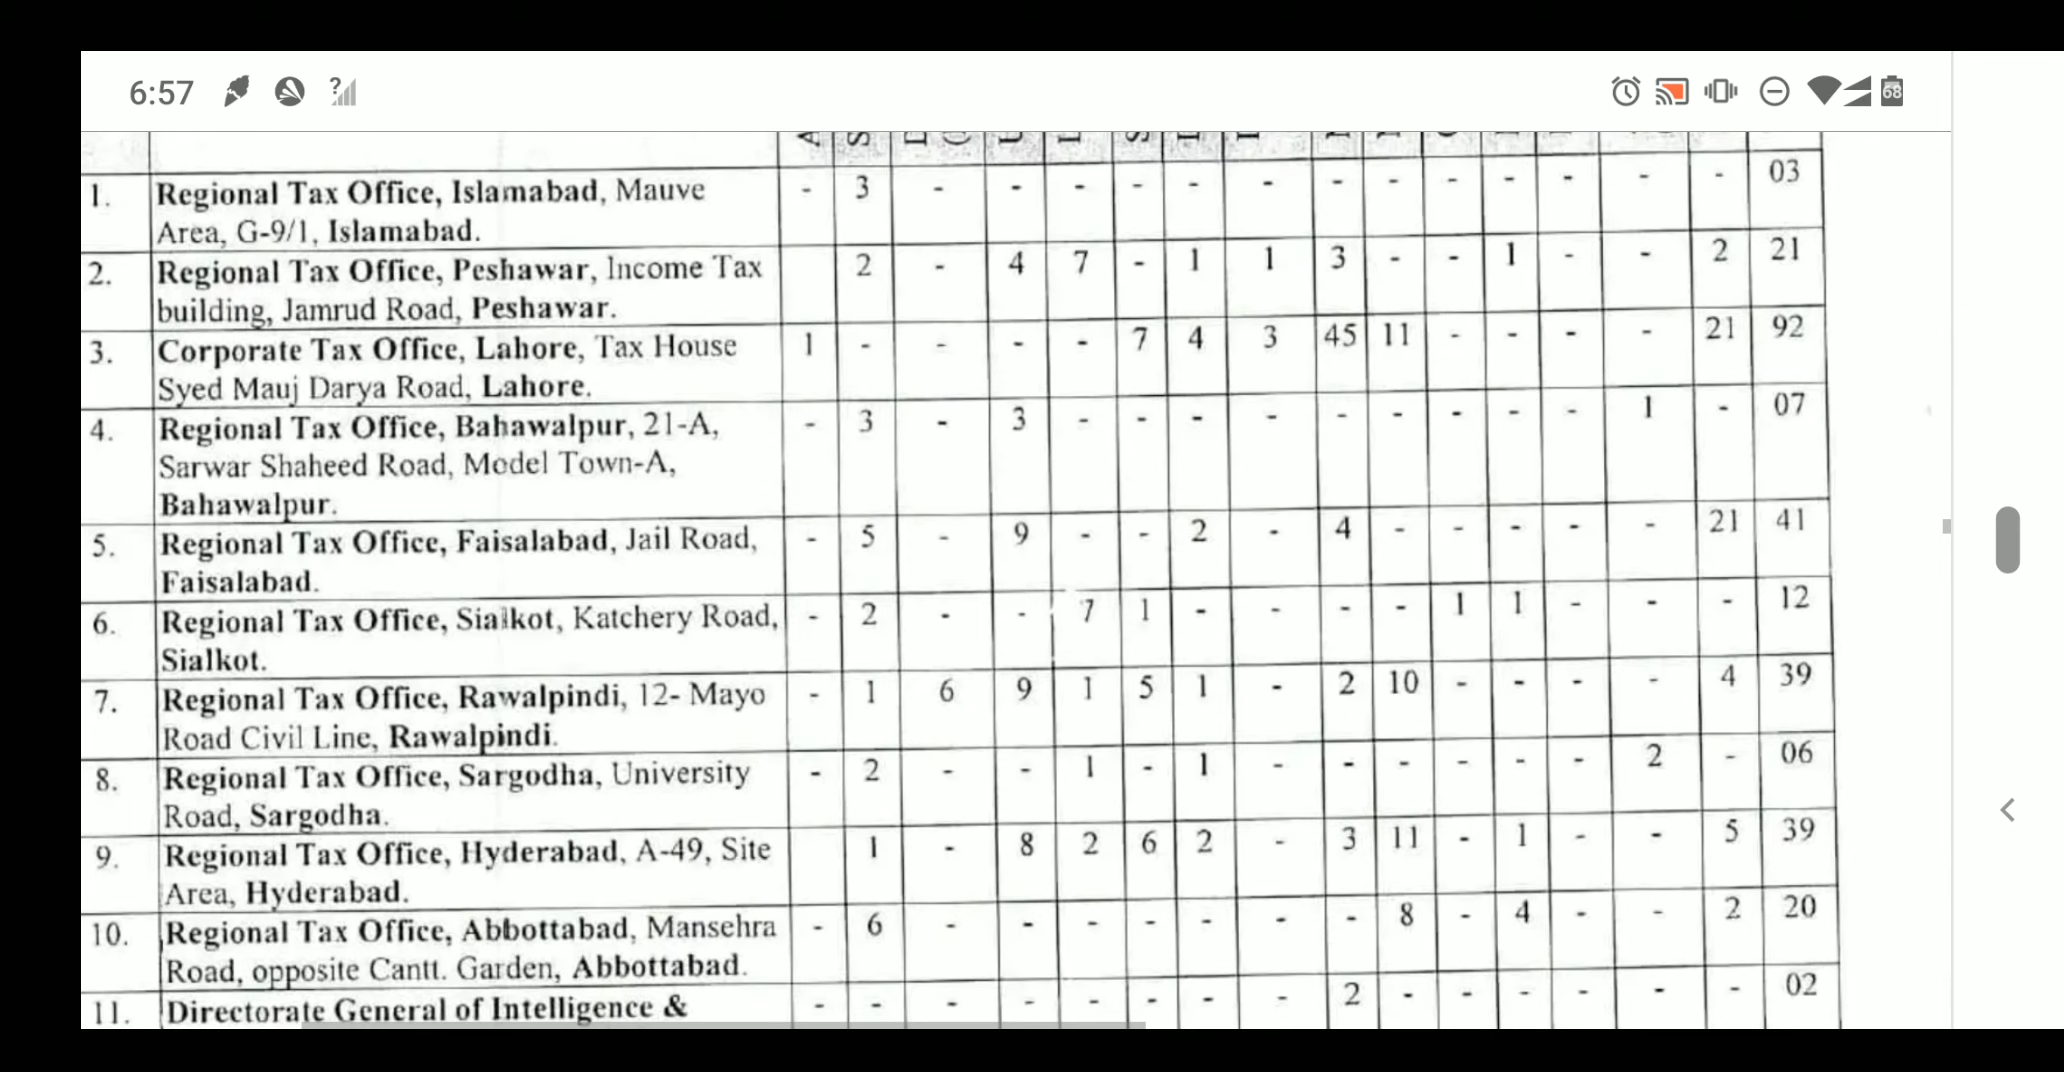 6:57
68
1. Regional Tax Office, Islamabad, Mauve - 3 - - - - - - - - - - - - - 03
Area, G-9/1, Islamabad.
2. Regional Tax Office, Peshawar, Income Tax 2 - 4 7 - 1 1 3 - - 1 - - 2 21
building, Jamrud Road, Peshawar.
3. Corporate Tax Office, Lahore, Tax House 1 - - - - 7 4 3 45 11 - - - - 21 92
Syed Mauj Darya Road, Lahore.
4. Regional Tax Office, Bahawalpur, 21-A, - 3 - 3 - - - - - - - - - 1 - 07
Sarwar Shaheed Road, Model Town-A,
Bahawalpur.
5. Regional Tax Office, Faisalabad, Jail Road, - 5 - 9 - - 2 - 4 - - - - - 21 41
Faisalabad.
6. Regional Tax Office, Sialkot, Katchery Road, - 2 - - 7 1 - - - - 1 1 - - - 12
Sialkot.
7. Regional Tax Office, Rawalpindi, 12- Mayo - 1 6 9 1 5 1 - 2 10 - - - - 4 39
Road Civil Line, Rawalpindi.
8. Regional Tax Office, Sargodha, University - 2 - - 1 - 1 - - - - - - 2 - 06
Road, Sargodha.
9. Regional Tax Office, Hyderabad, A-49, Site 1 - 8 2 6 2 - 3 11 - 1 - - 5 39
Area, Hyderabad.
10. Regional Tax Office, Abbottabad, Mansehra - 6 - - - - - - - 8 - 4 - - 2 20
Road, opposite Cantt. Garden, Abbottabad.
11. Directorate General of Intelligence & - - - - - - - - 2 - - - - - - 02